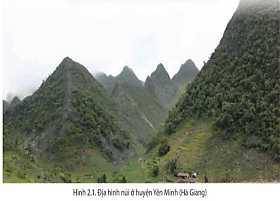 Hình 2.1. Địa hình núi ở huyện Yên Minh (Hà Giang)